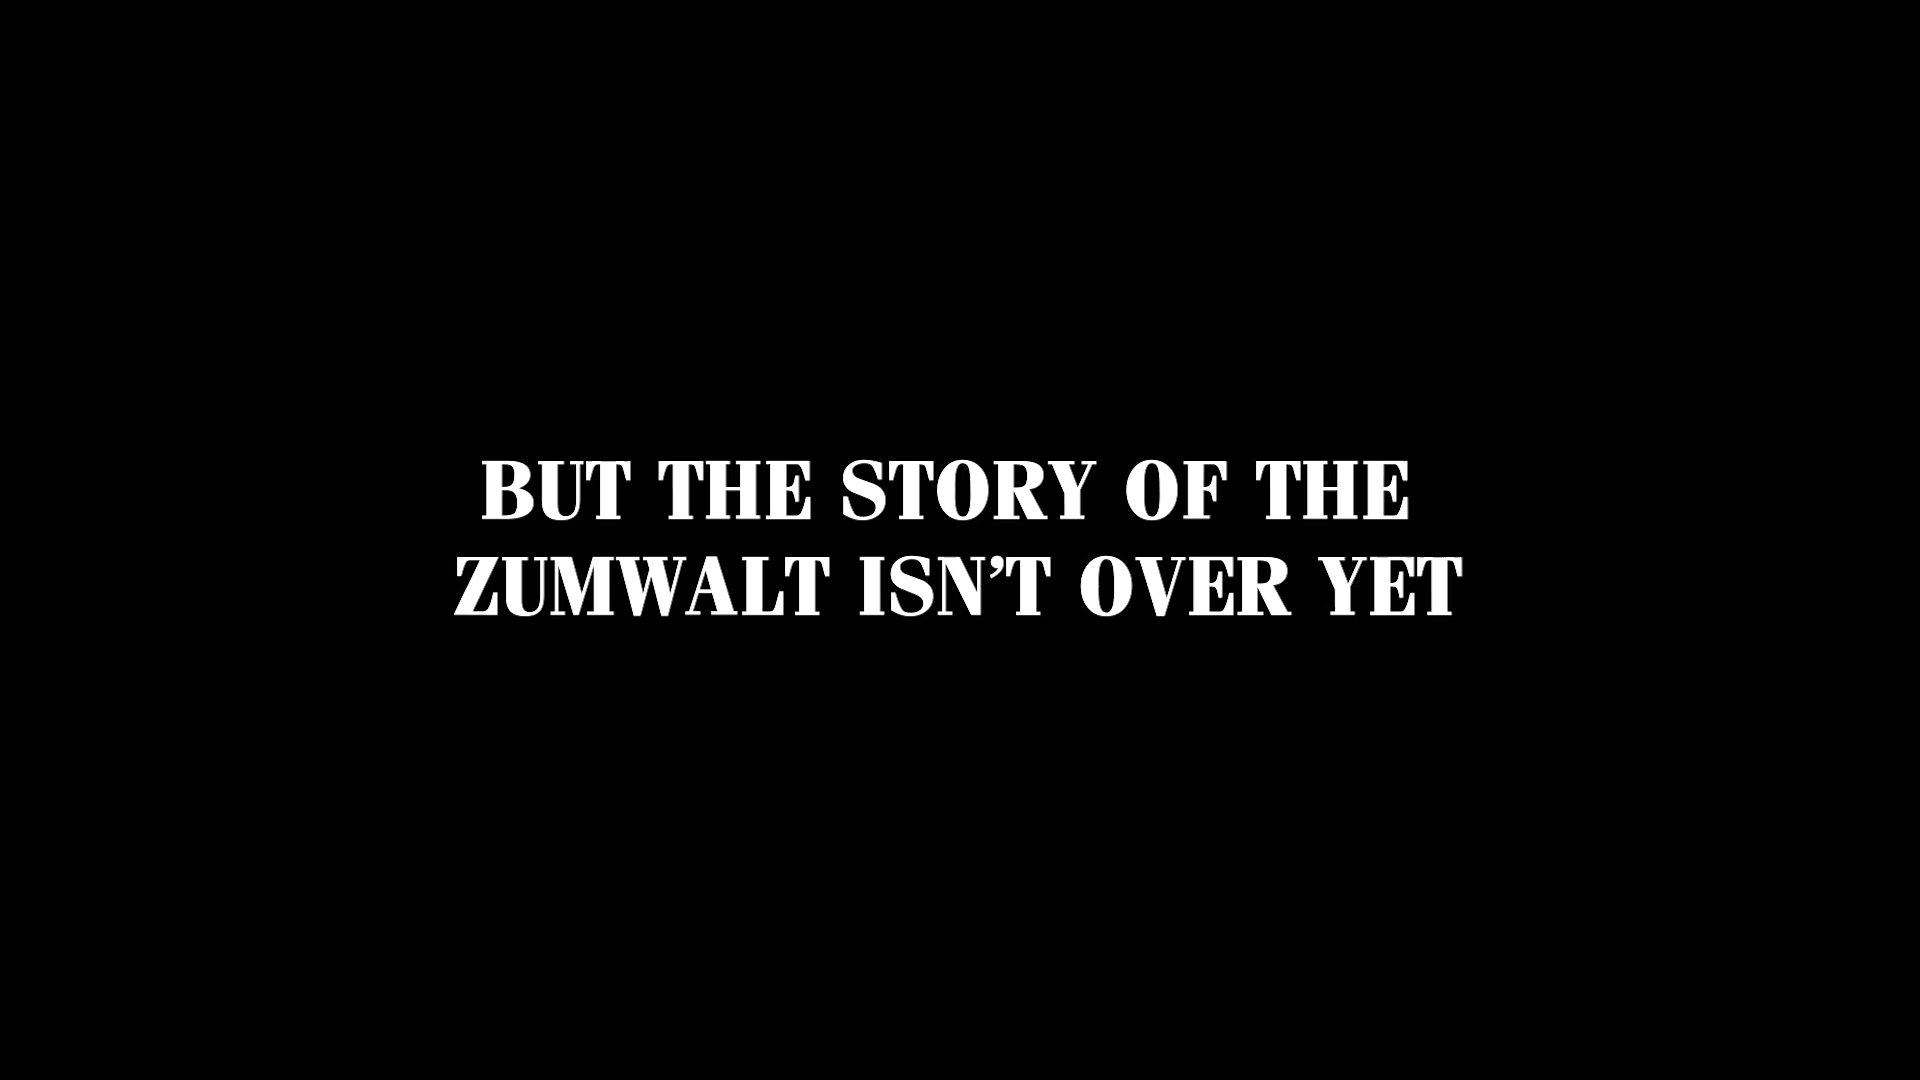 BUT THE STORY OF THE
ZUMWALT ISN’T OVER YET